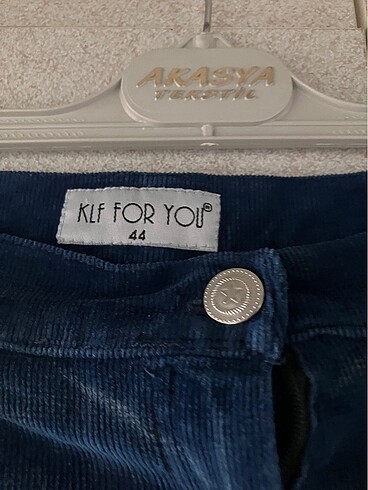 AKASYA
TEKSTİL
KLF FOR YOU®
44